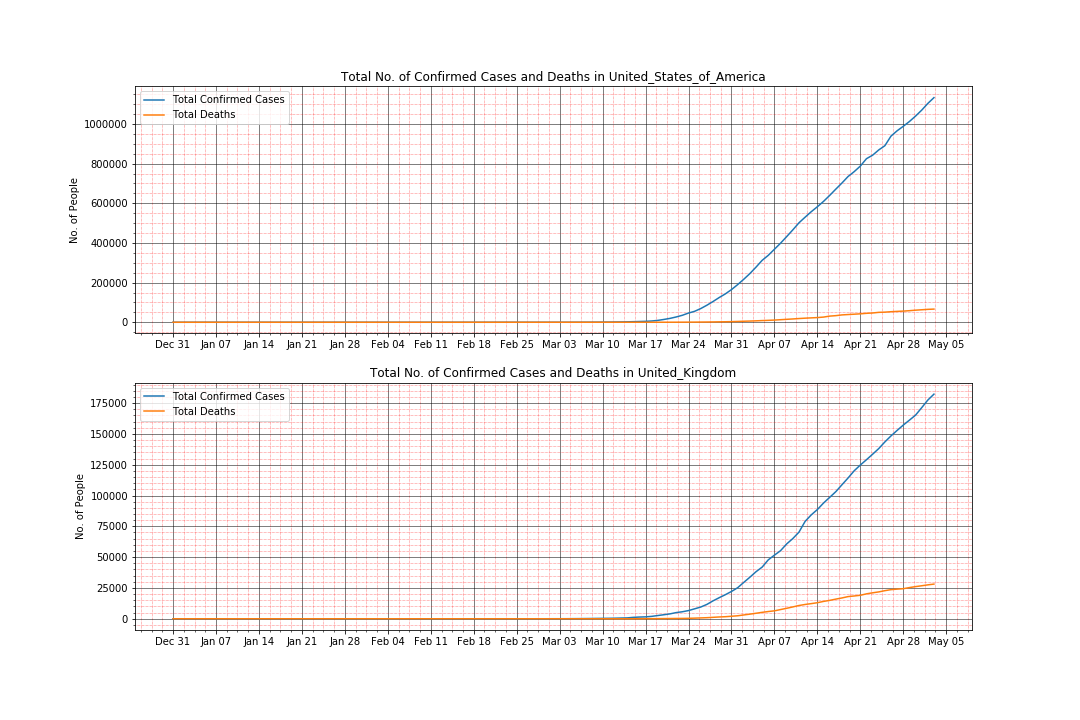 Total No. of Confirmed Cases and Deaths in United_States_of_America
Total Confirmed Cases
Total Deaths
No. of People
1000000
800000
600000
400000
200000
0
Dec 31 Jan 07 Jan 14 Jan 21 Jan 28 Feb 04 Feb 11 Feb 18 Feb 25 Mar 03 Mar 10 Mar 17 Mar 24 Mar 31 Apr 07 Apr 14 Apr 21 Apr 28 May 05
Total No. of Confirmed Cases and Deaths in United_Kingdom
Total Confirmed Cases
Total Deaths
No. of People
175000
150000
125000
100000
75000
50000
25000
0
Dec 31 Jan 07 Jan 14 Jan 21 Jan 28 Feb 04 Feb 11 Feb 18 Feb 25 Mar 03 Mar 10 Mar 17 Mar 24 Mar 31 Apr 07 Apr 14 Apr 21 Apr 28 May 05